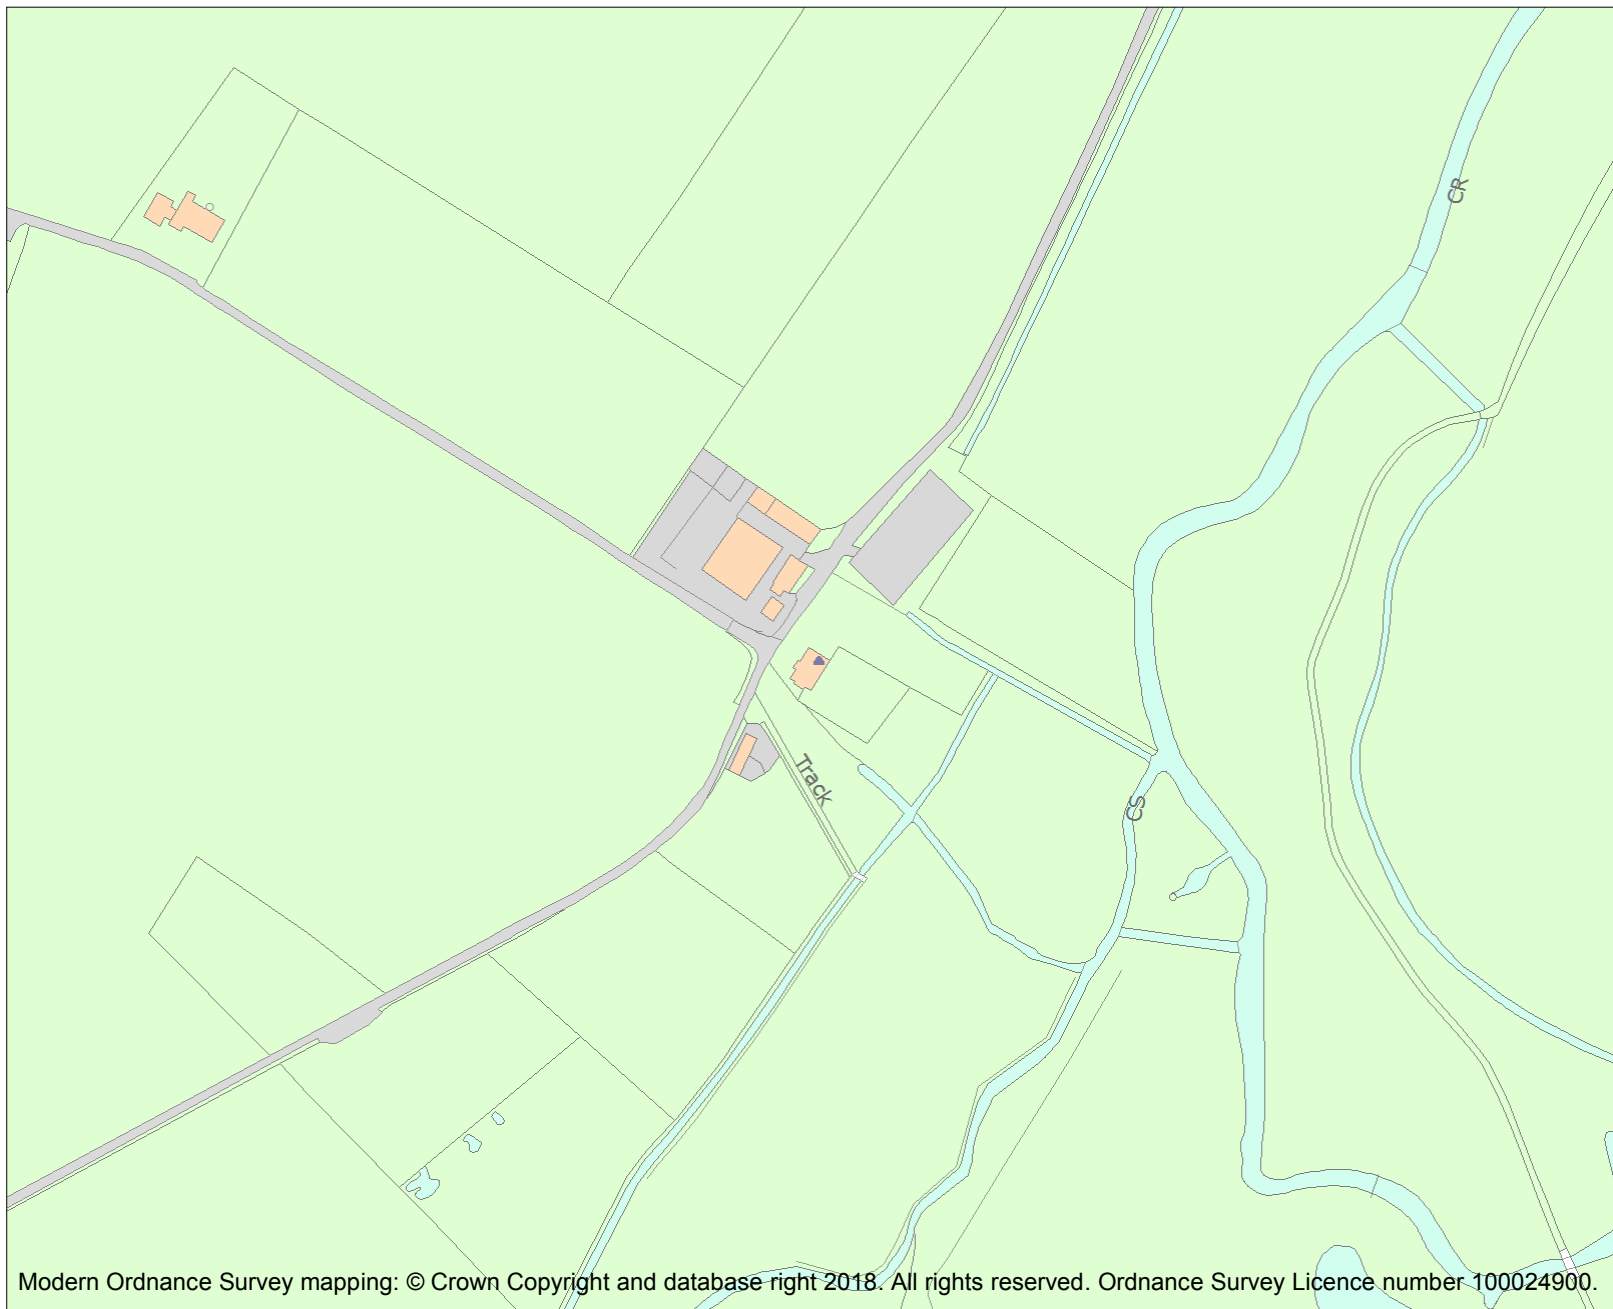 CR
Track
CS
Modern Ordnance Survey mapping: © Crown Copyright and database right 2018. All rights reserved. Ordnance Survey Licence number 100024900.